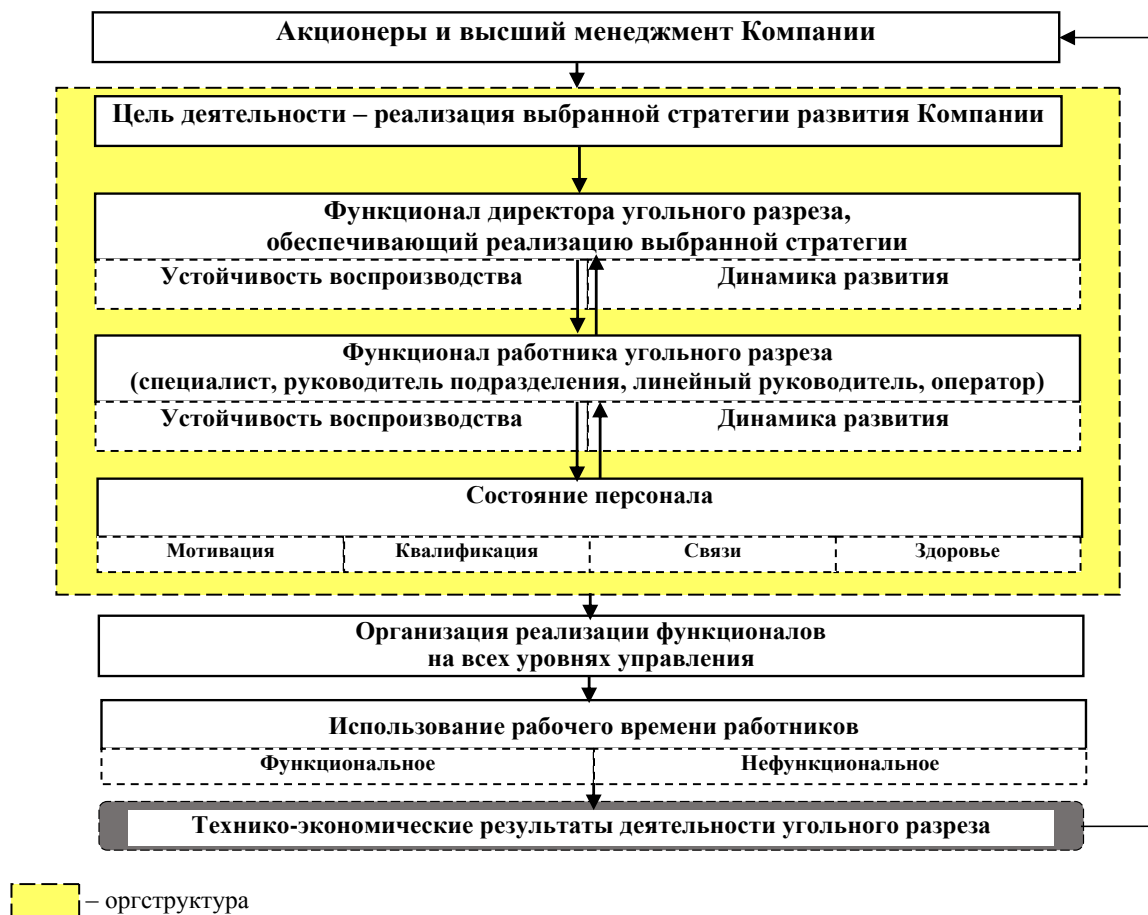 Акционеры и высший менеджмент Компании
Цель деятельности – реализация выбранной стратегии развития Компании
Функционал директора угольного разреза,
обеспечивающий реализацию выбранной стратегии
Устойчивость воспроизводства
Динамика развития
Функционал работника угольного разреза
(специалист, руководитель подразделения, линейный руководитель, оператор)
Устойчивость воспроизводства
Динамика развития
Состояние персонала
Мотивация
Квалификация
Связи
Здоровье
Организация реализации функционалов
на всех уровнях управления
Использование рабочего времени работников
Функциональное
Нефункциональное
Технико-экономические результаты деятельности угольного разреза
– оргструктура